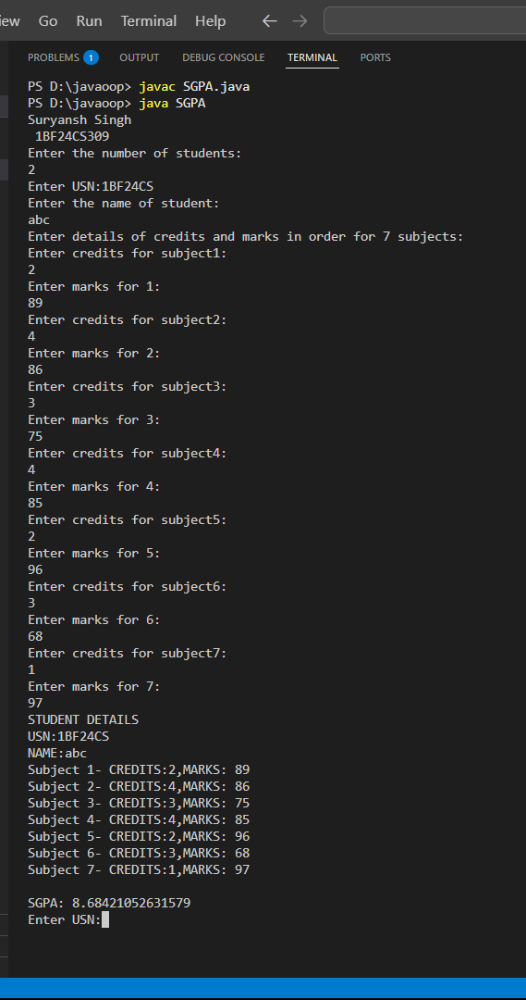 Go Run Terminal Help
PROBLEMS 1 OUTPUT DEBUG CONSOLE TERMINAL PORTS
PS D:\javaoop> javac SGPA.java
PS D:\javaoop> java SGPA
Suryansh Singh
 1BF24CS309
Enter the number of students:
2
Enter USN:1BF24CS
Enter the name of student:
abc
Enter details of credits and marks in order for 7 subjects:
Enter credits for subject1:
2
Enter marks for 1:
89
Enter credits for subject2:
4
Enter marks for 2:
86
Enter credits for subject3:
3
Enter marks for 3:
75
Enter credits for subject4:
4
Enter marks for 4:
85
Enter credits for subject5:
2
Enter marks for 5:
96
Enter credits for subject6:
3
Enter marks for 6:
68
Enter credits for subject7:
1
Enter marks for 7:
97
STUDENT DETAILS
USN:1BF24CS
NAME:abc
Subject 1- CREDITS:2,MARKS: 89
Subject 2- CREDITS:4,MARKS: 86
Subject 3- CREDITS:3,MARKS: 75
Subject 4- CREDITS:4,MARKS: 85
Subject 5- CREDITS:2,MARKS: 96
Subject 6- CREDITS:3,MARKS: 68
Subject 7- CREDITS:1,MARKS: 97
SGPA: 8.68421052631579
Enter USN: